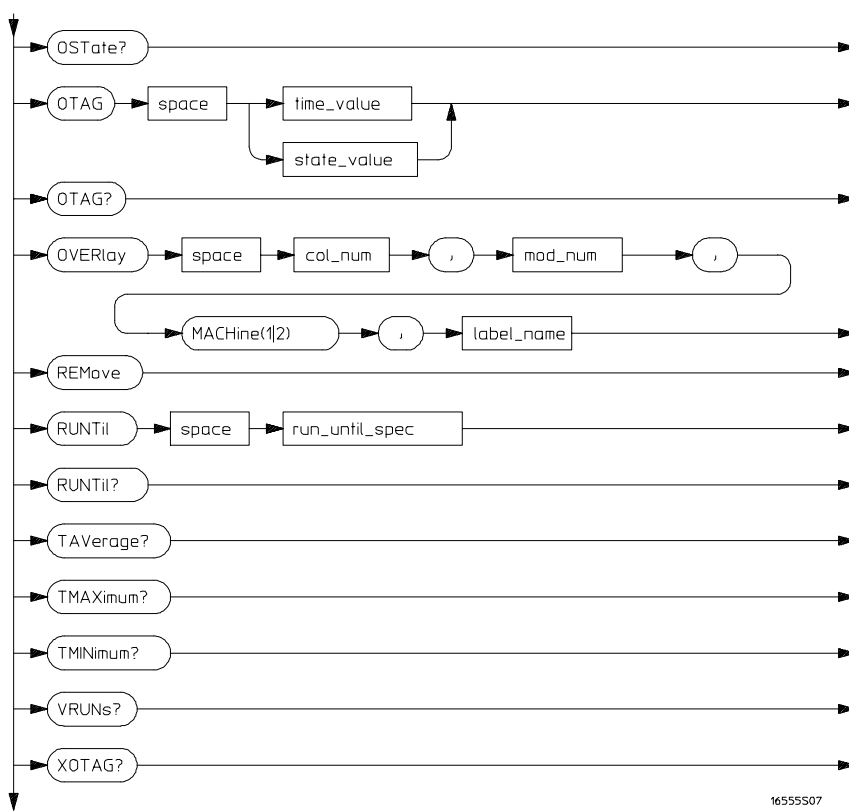 OSTate?
OTAG space time_value
state_value
OTAG?
OVERlay space col_num , mod_num ,
MACHine(1|2) , label_name
REMove
RUNTil space run_until_spec
RUNTil?
TAVerage?
TMAXimum?
TMINimum?
VRUNs?
XOTAG?
16555S07